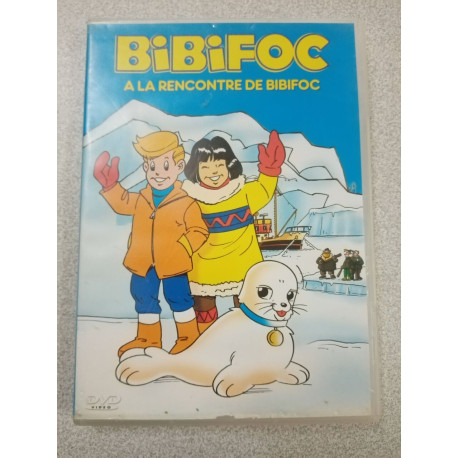 BiBiFOC
A LA RENCONTRE DE BIBIFOC
DVD
VIDEO